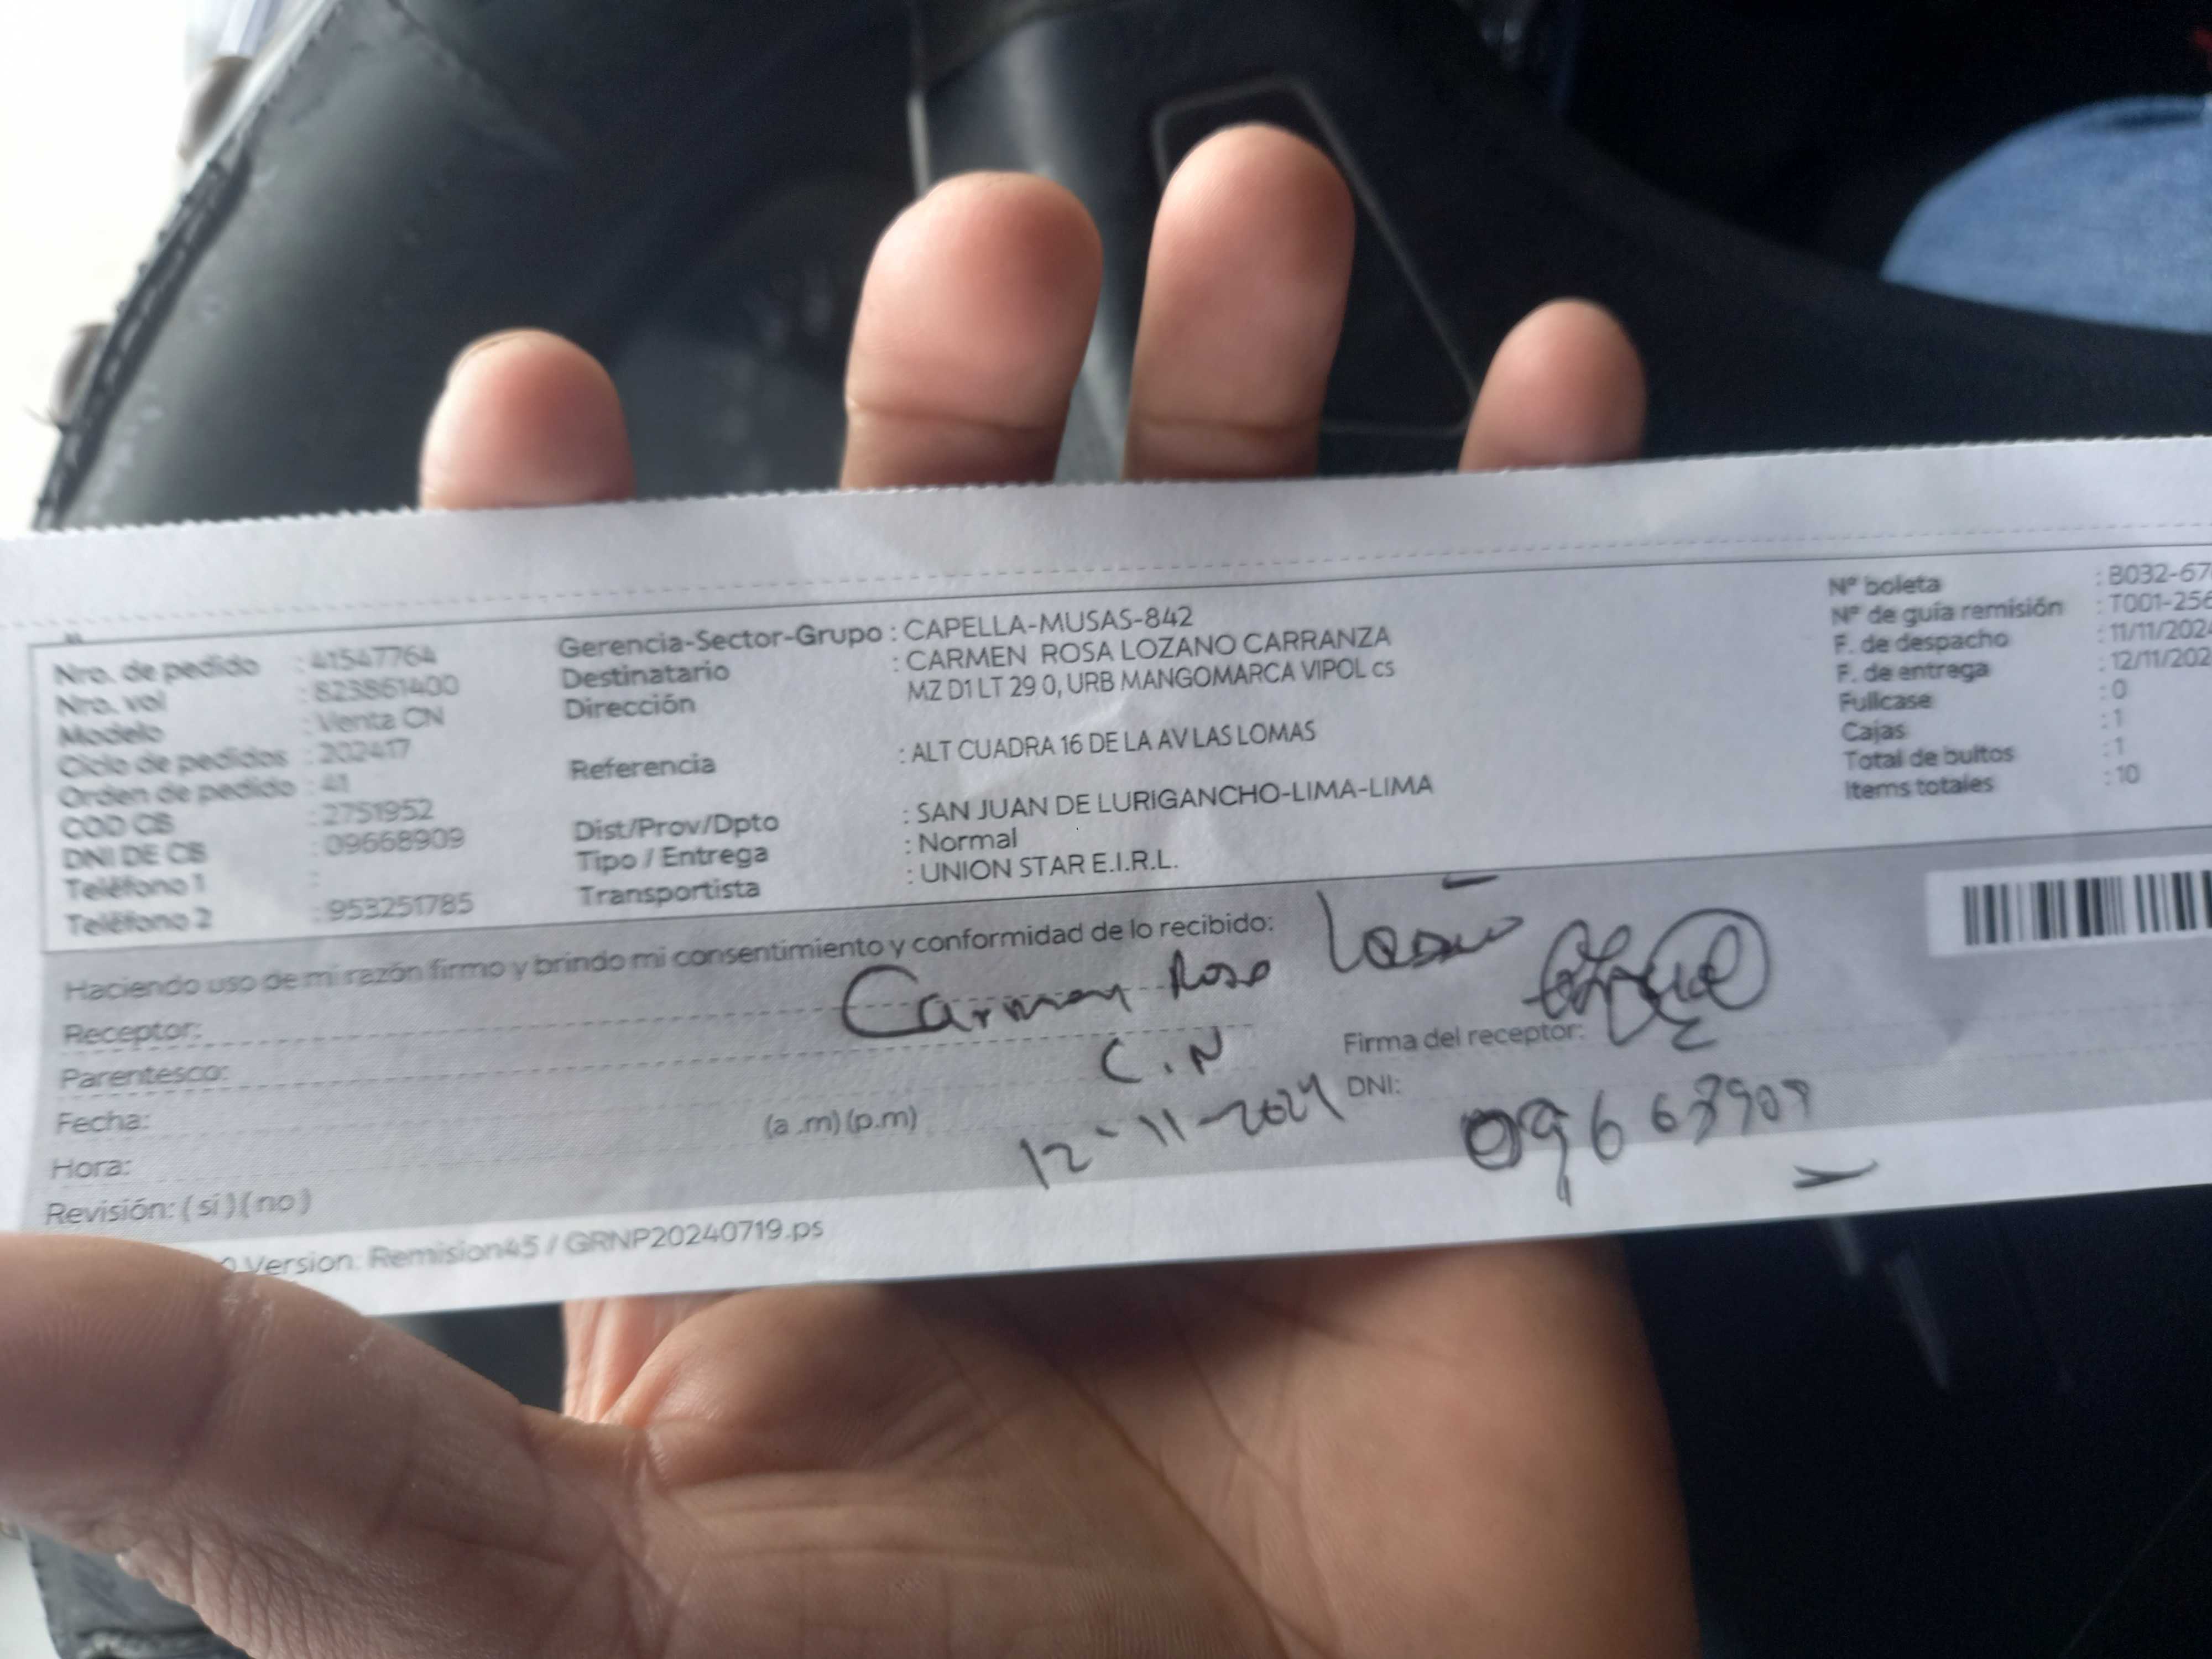 Nro. de pedido : 41547764
Nro. vol : 823861400
Modelo : Venta CN
Ciclo de pedidos : 202417
Orden de pedido : 41
COD CB : 2751952
DNI DE CB : 09668909
Teléfono 1 :
Teléfono 2 : 953251785
Gerencia-Sector-Grupo : CAPELLA-MUSAS-842
Destinatario : CARMEN ROSA LOZANO CARRANZA
Dirección MZ D1 LT 29 0, URB MANGOMARCA VIPOL cs
Referencia : ALT CUADRA 16 DE LA AV LAS LOMAS
Dist/Prov/Dpto : SAN JUAN DE LURIGANCHO-LIMA-LIMA
Tipo / Entrega : Normal
Transportista : UNION STAR E.I.R.L.
Nº boleta : B032-67
Nº de guía remisión : T001-256
F. de despacho : 11/11/2024
F. de entrega : 12/11/202
Fullcase : 0
Cajas : 1
Total de bultos : 1
Items totales : 10
Haciendo uso de mi razón firmo y brindo mi consentimiento y conformidad de lo recibido:
Receptor: Carmen Rosa
Parentesco: C.N
Fecha: 12-11-2024
Hora: (a .m) (p.m)
Revisión: ( si ) ( no )
Firma del receptor:
DNI: 09668909
Version: Remision45 / GRNP20240719.ps